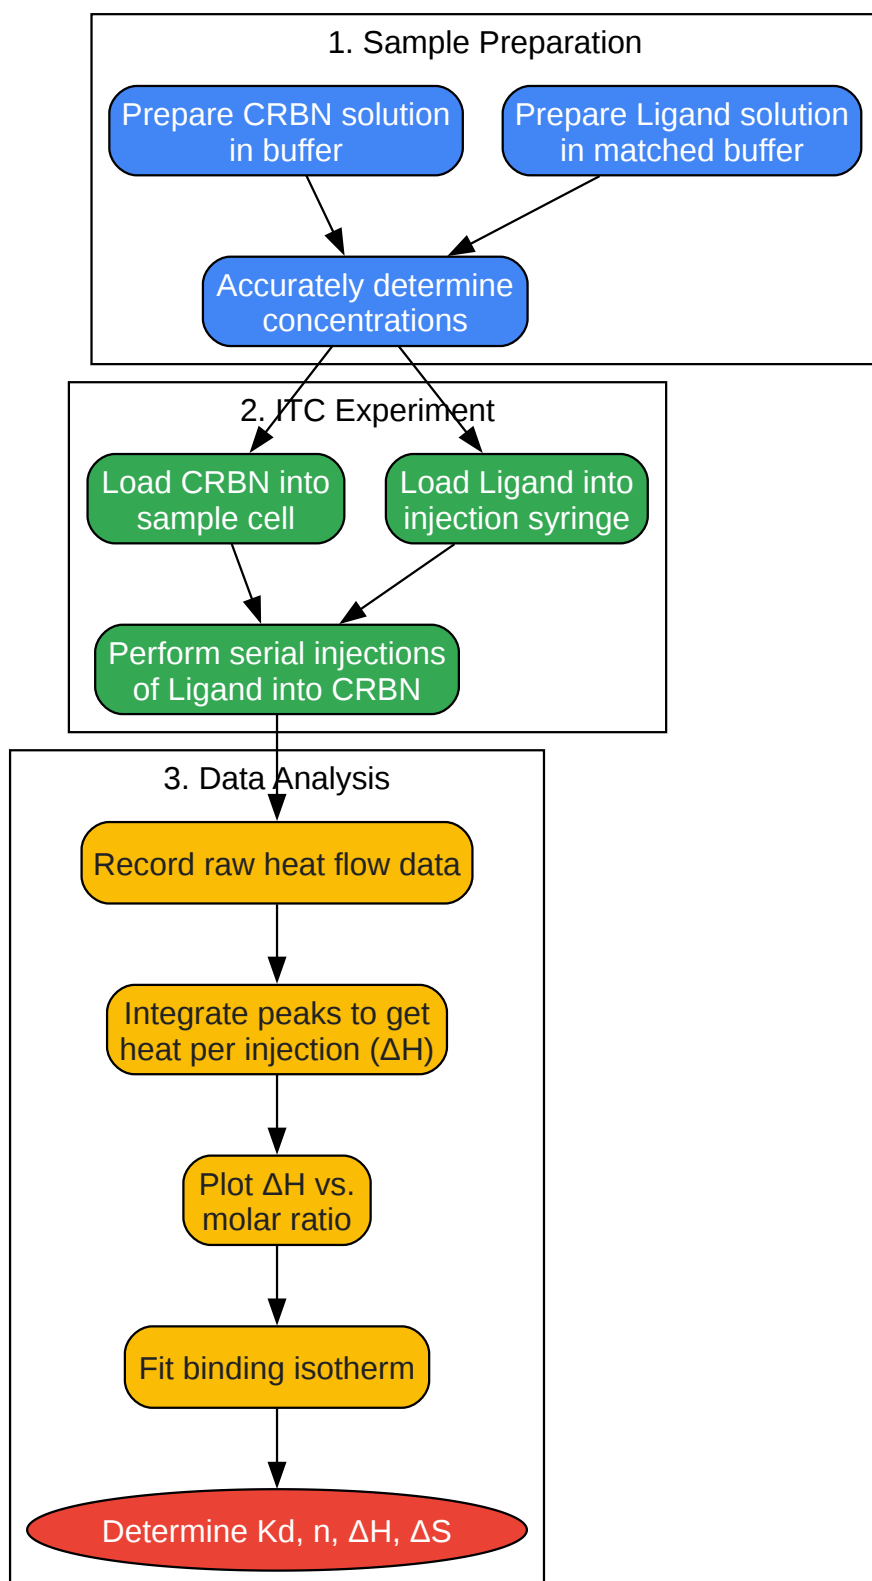 1. Sample Preparation
Prepare CRBN solution
in buffer
Prepare Ligand solution
in matched buffer
Accurately determine
concentrations
2. ITC Experiment
Load CRBN into
sample cell
Load Ligand into
injection syringe
Perform serial injections
of Ligand into CRBN
3. Data Analysis
Record raw heat flow data
Integrate peaks to get
heat per injection (ΔH)
Plot ΔH vs.
molar ratio
Fit binding isotherm
Determine Kd, n, ΔH, ΔS